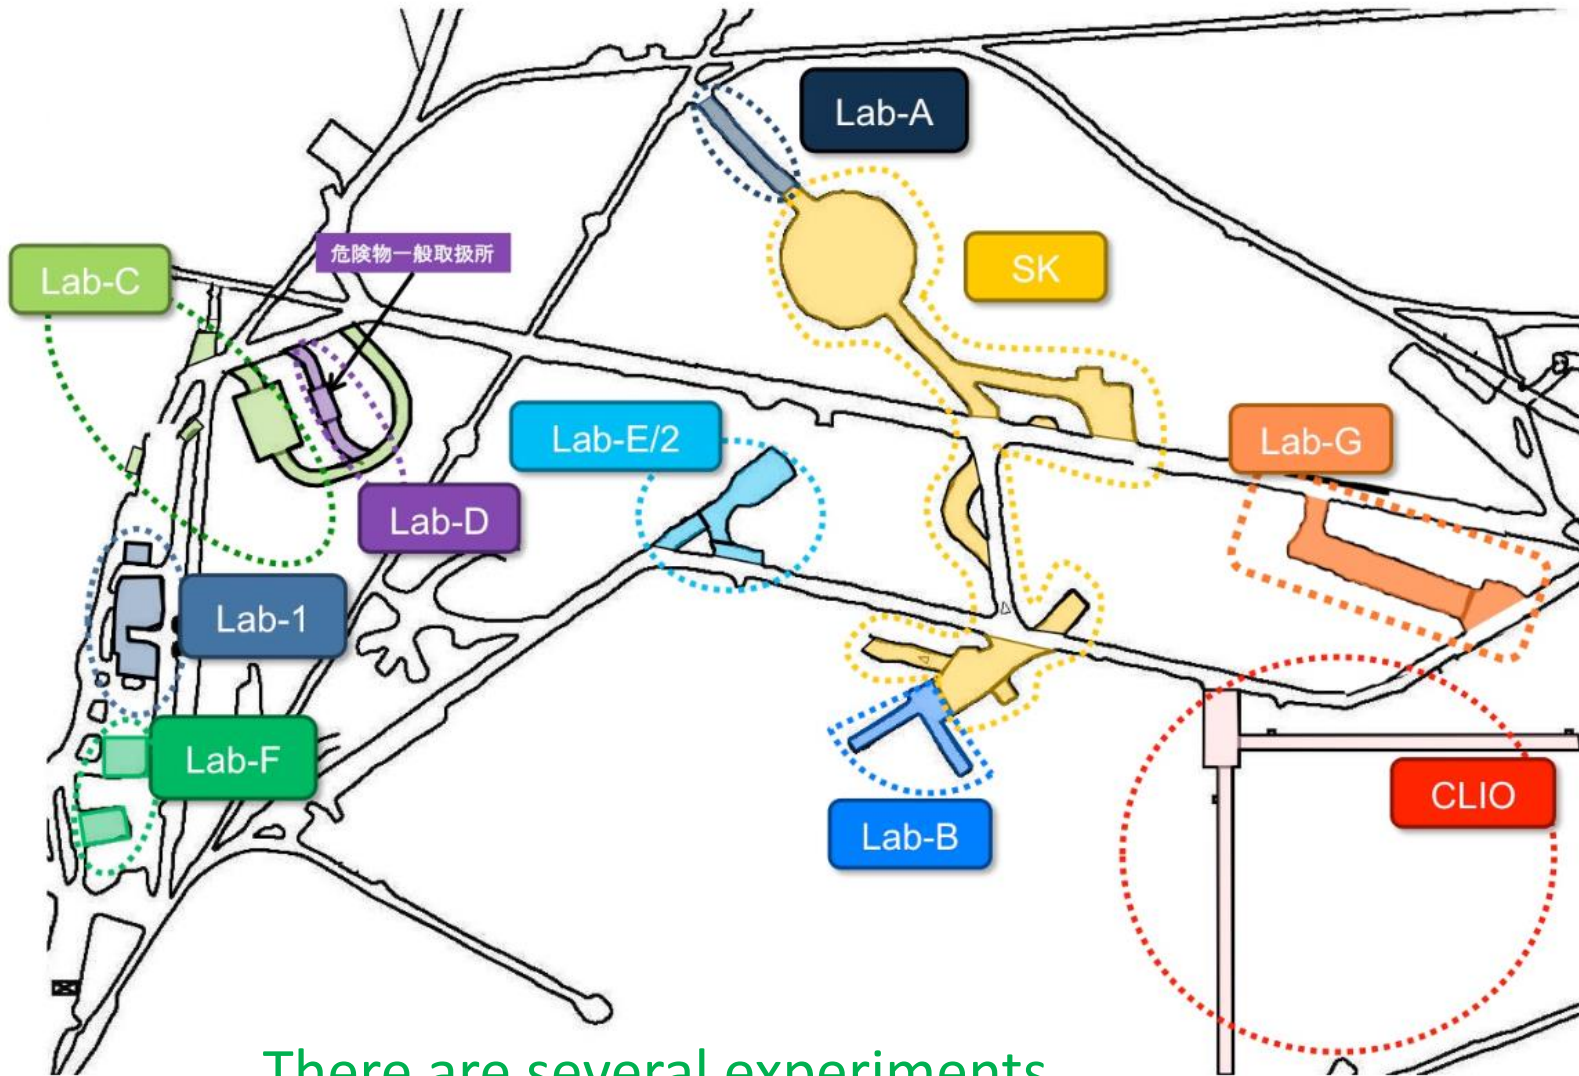 Lab-A
危険物一般取扱所
Lab-C
SK
Lab-E/2
Lab-G
Lab-D
Lab-1
Lab-F
CLIO
Lab-B
There are several experiments